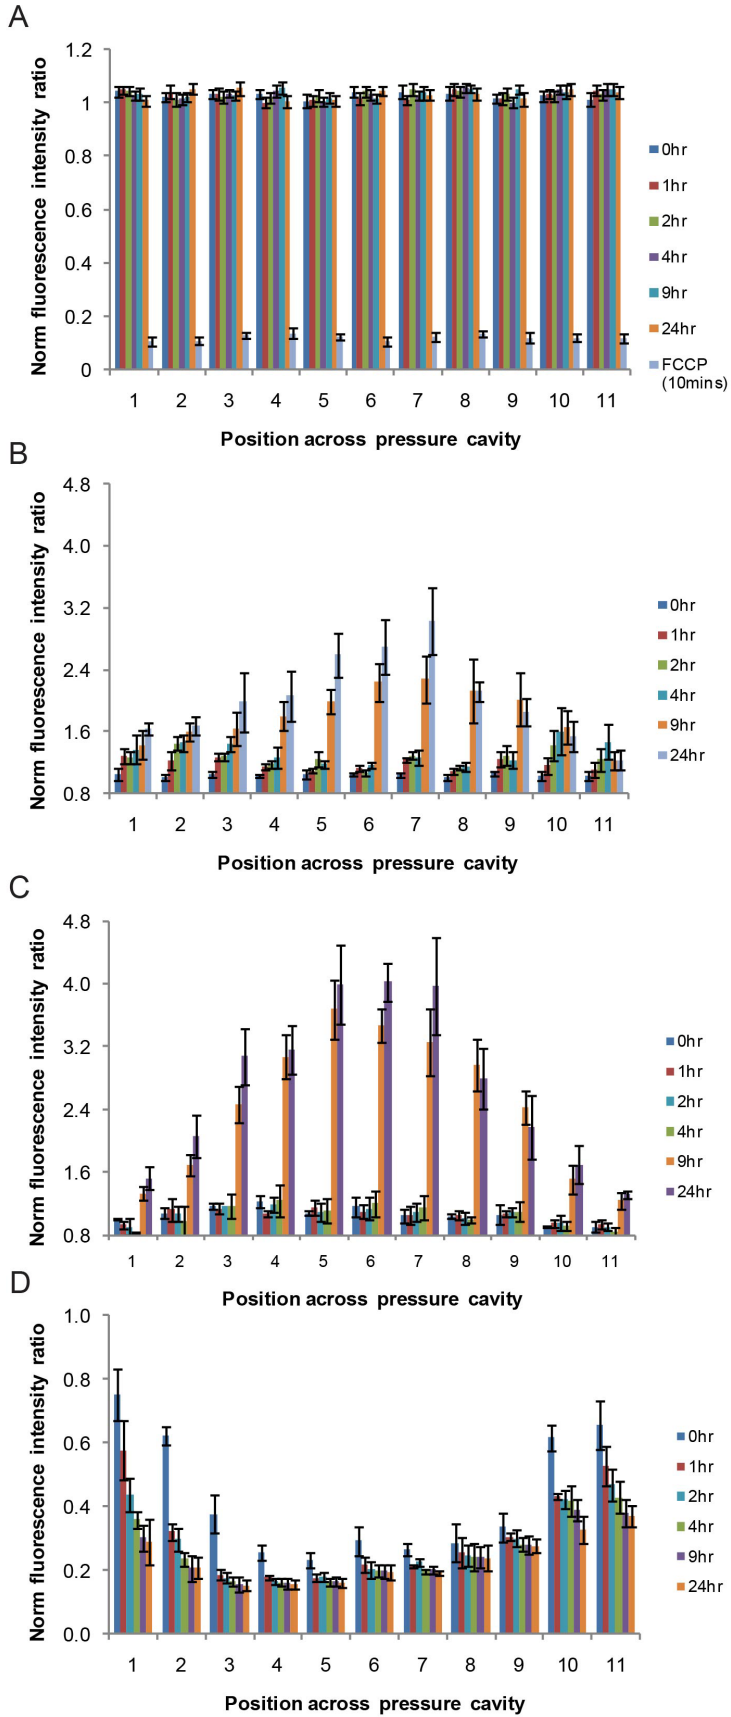 A
Norm fluorescence intensity ratio
1.2
1
0.8
0.6
0.4
0.2
0
1 2 3 4 5 6 7 8 9 10 11
Position across pressure cavity
0hr
1hr
2hr
4hr
9hr
24hr
FCCP
(10mins)
B
Norm fluorescence intensity ratio
4.8
4.0
3.2
2.4
1.6
0.8
1 2 3 4 5 6 7 8 9 10 11
Position across pressure cavity
0hr
1hr
2hr
4hr
9hr
24hr
C
Norm fluorescence intensity ratio
4.8
4.0
3.2
2.4
1.6
0.8
1 2 3 4 5 6 7 8 9 10 11
Position across pressure cavity
0hr
1hr
2hr
4hr
9hr
24hr
D
Norm fluorescence intensity ratio
1.0
0.8
0.6
0.4
0.2
0.0
1 2 3 4 5 6 7 8 9 10 11
Position across pressure cavity
0hr
1hr
2hr
4hr
9hr
24hr